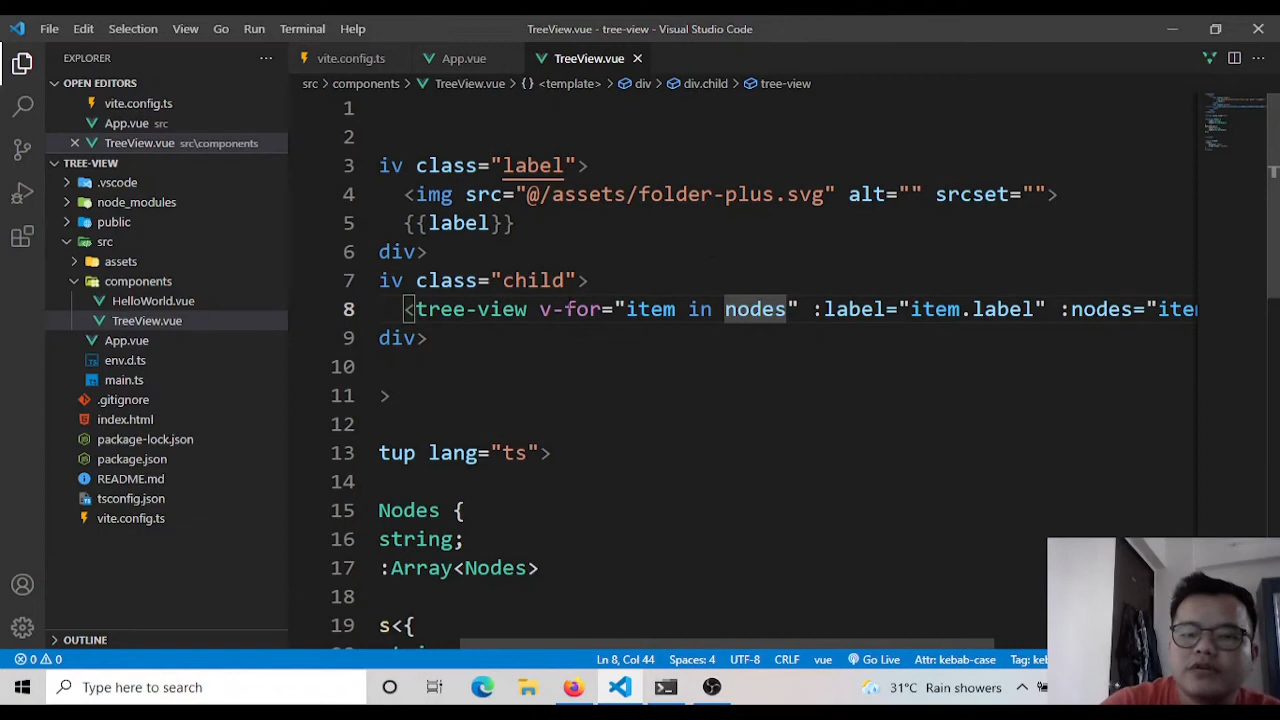 File Edit Selection View Go Run Terminal Help TreeView.vue - tree-view - Visual Studio Code
EXPLORER
OPEN EDITORS
vite.config.ts
App.vue src
TreeView.vue src\components
TREE-VIEW
.vscode
node_modules
public
src
assets
components
HelloWorld.vue
TreeView.vue
App.vue
env.d.ts
main.ts
.gitignore
index.html
package-lock.json
package.json
README.md
tsconfig.json
vite.config.ts
OUTLINE
vite.config.ts App.vue TreeView.vue
src > components > TreeView.vue > {} <template> > div > div.child > tree-view
1
2
3 iv class="label">
4 <img src="@/assets/folder-plus.svg" alt="" srcset="">
5 {{label}}
6 div>
7 iv class="child">
8 <tree-view v-for="item in nodes" :label="item.label" :nodes="item
9 div>
10
11 >
12
13 tup lang="ts">
14
15 Nodes {
16 string;
17 :Array<Nodes>
18
19 s<{
0 0 Ln 8, Col 44 Spaces: 4 UTF-8 CRLF vue Go Live Attr: kebab-case Tag: ke
Type here to search 31°C Rain showers